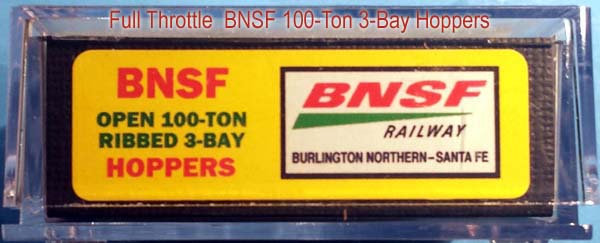 Full Throttle BNSF 100-Ton 3-Bay Hoppers
BNSF
OPEN 100-TON
RIBBED 3-BAY
HOPPERS
BNSF
RAILWAY
BURLINGTON NORTHERN-SANTA FE